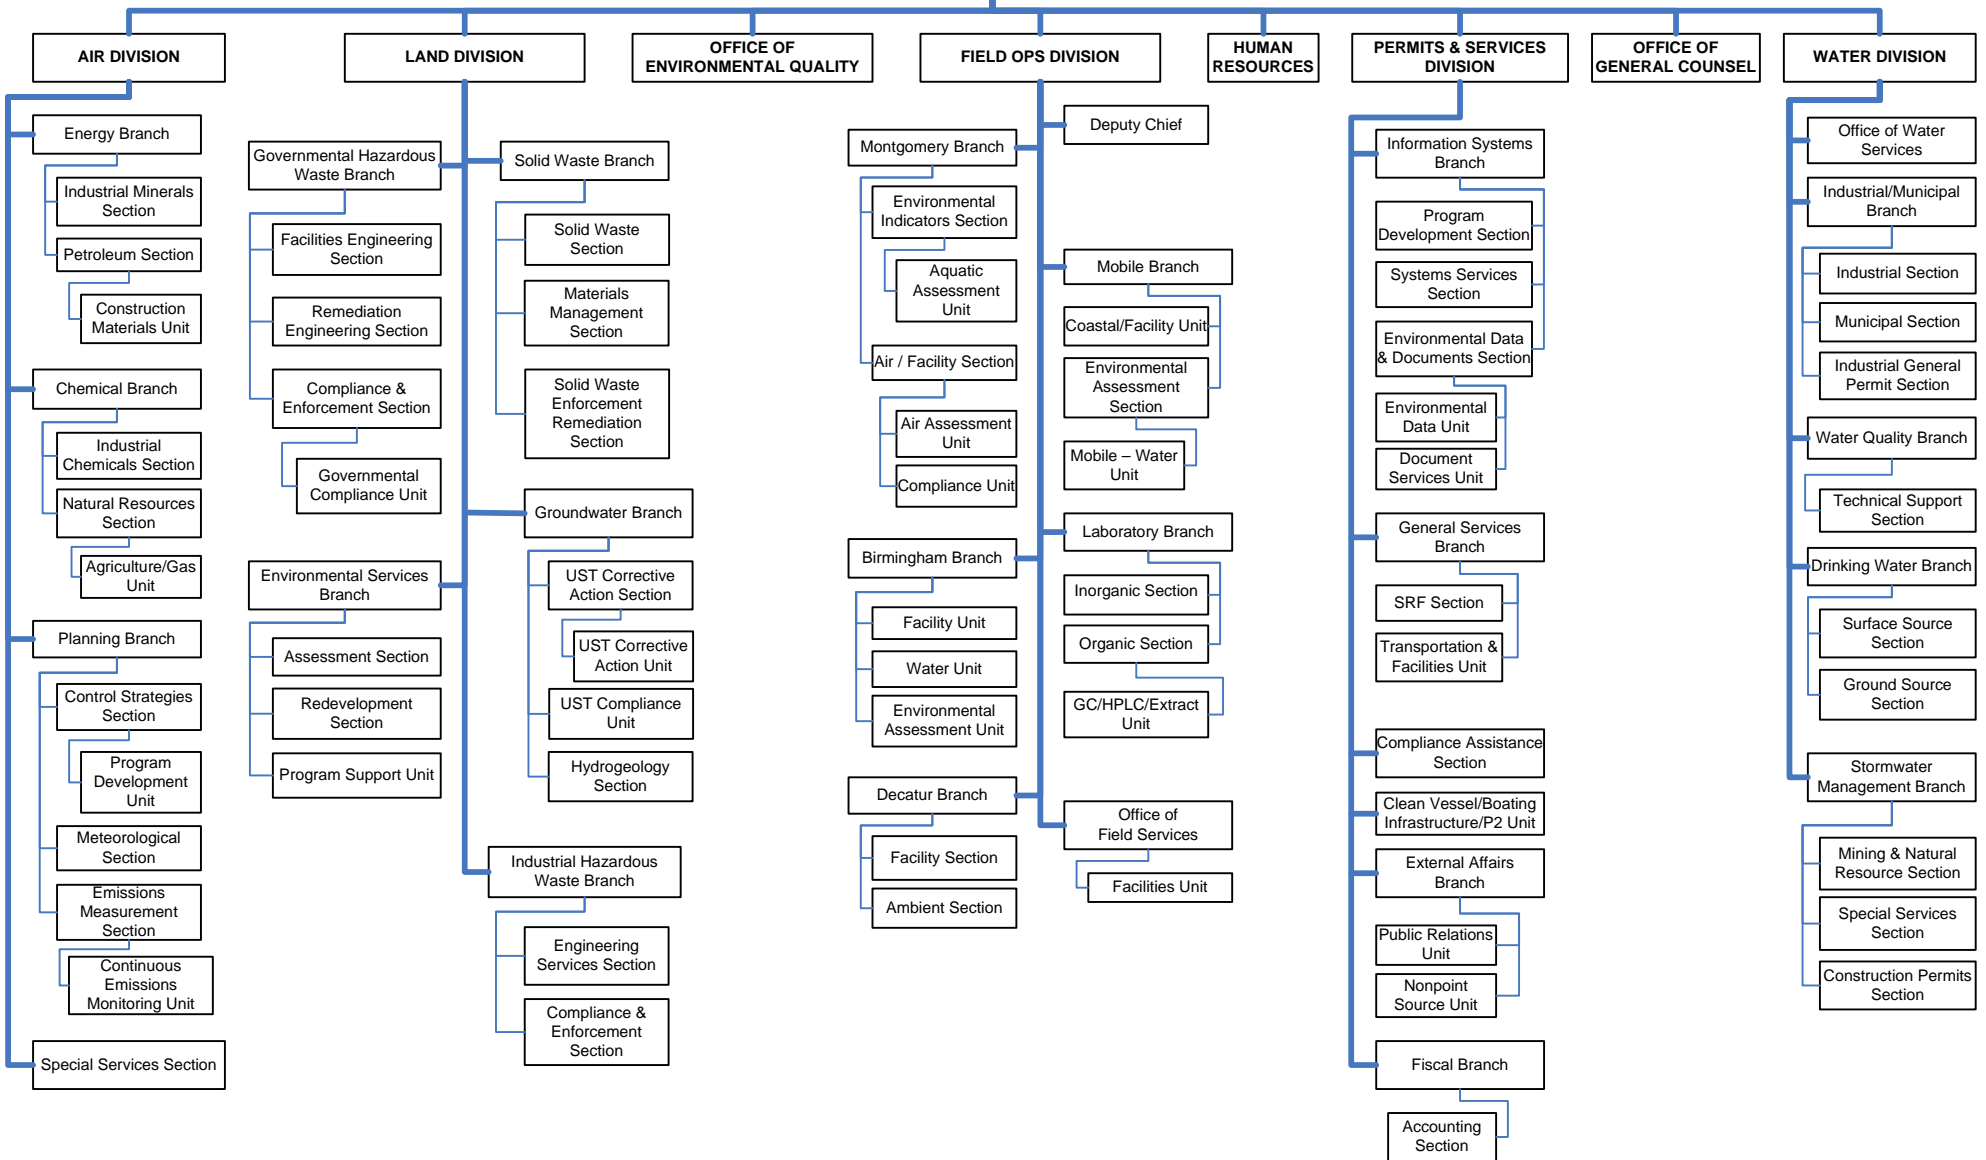 AIR DIVISION
Energy Branch
Industrial Minerals
Section
Petroleum Section
Construction
Materials Unit
Chemical Branch
Industrial
Chemicals Section
Natural Resources
Section
Agriculture/Gas
Unit
Planning Branch
Control Strategies
Section
Program
Development
Unit
Meteorological
Section
Emissions
Measurement
Section
Continuous
Emissions
Monitoring Unit
Special Services Section
LAND DIVISION
Governmental Hazardous
Waste Branch
Facilities Engineering
Section
Remediation
Engineering Section
Compliance &
Enforcement Section
Governmental
Compliance Unit
Environmental Services
Branch
Assessment Section
Redevelopment
Section
Program Support Unit
Solid Waste Branch
Solid Waste
Section
Materials
Management
Section
Solid Waste
Enforcement
Remediation
Section
Groundwater Branch
UST Corrective
Action Section
UST Corrective
Action Unit
UST Compliance
Unit
Hydrogeology
Section
Industrial Hazardous
Waste Branch
Engineering
Services Section
Compliance &
Enforcement
Section
OFFICE OF
ENVIRONMENTAL QUALITY
FIELD OPS DIVISION
Montgomery Branch
Environmental
Indicators Section
Aquatic
Assessment
Unit
Air / Facility Section
Air Assessment
Unit
Compliance Unit
Birmingham Branch
Facility Unit
Water Unit
Environmental
Assessment Unit
Decatur Branch
Facility Section
Ambient Section
Deputy Chief
Mobile Branch
Coastal/Facility Unit
Environmental
Assessment
Section
Mobile – Water
Unit
Laboratory Branch
Inorganic Section
Organic Section
GC/HPLC/Extract
Unit
Office of
Field Services
Facilities Unit
HUMAN
RESOURCES
PERMITS & SERVICES
DIVISION
Information Systems
Branch
Program
Development Section
Systems Services
Section
Environmental Data
& Documents Section
Environmental
Data Unit
Document
Services Unit
General Services
Branch
SRF Section
Transportation &
Facilities Unit
Compliance Assistance
Section
Clean Vessel/Boating
Infrastructure/P2 Unit
External Affairs
Branch
Public Relations
Unit
Nonpoint
Source Unit
Fiscal Branch
Accounting
Section
OFFICE OF
GENERAL COUNSEL
WATER DIVISION
Office of Water
Services
Industrial/Municipal
Branch
Industrial Section
Municipal Section
Industrial General
Permit Section
Water Quality Branch
Technical Support
Section
Drinking Water Branch
Surface Source
Section
Ground Source
Section
Stormwater
Management Branch
Mining & Natural
Resource Section
Special Services
Section
Construction Permits
Section